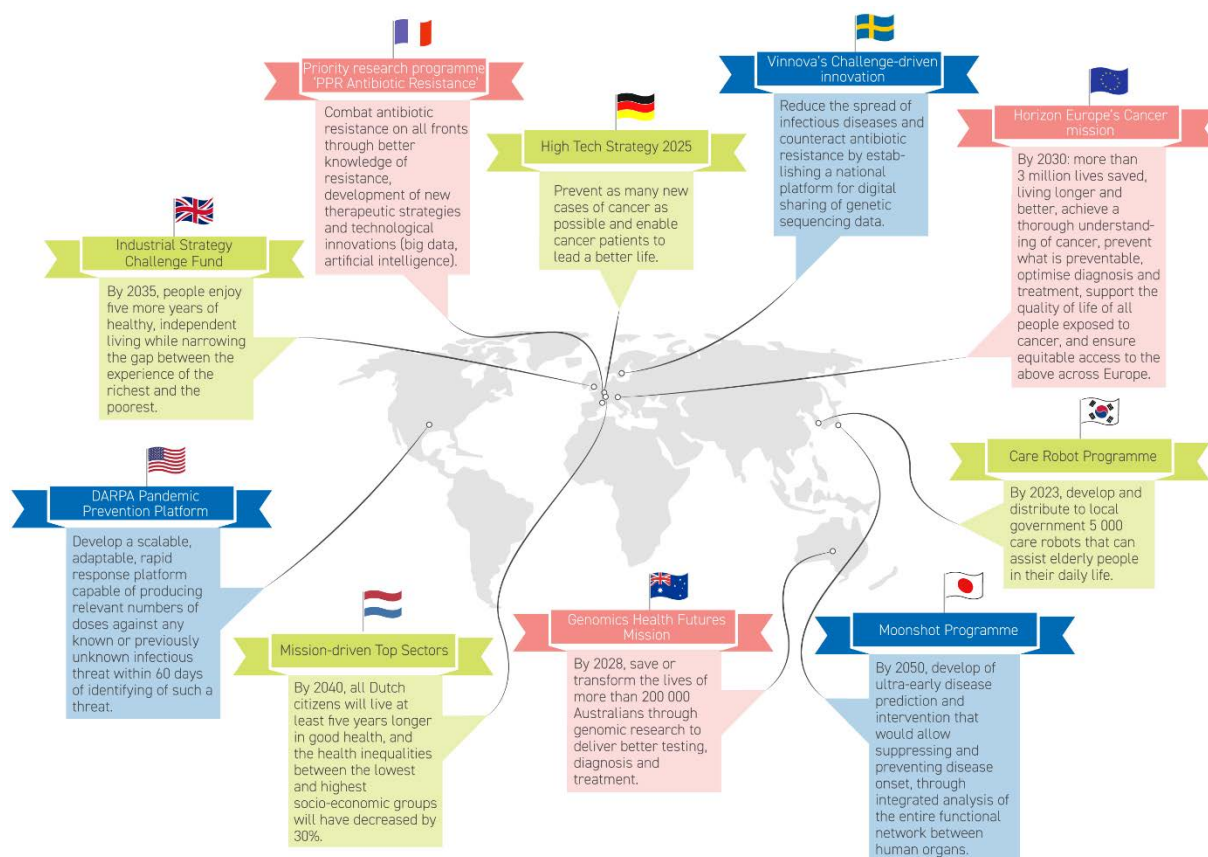 Priority research programme
'PPR Antibiotic Resistance'
Combat antibiotic
resistance on all fronts
through better
knowledge of
resistance,
development of new
therapeutic strategies
and technological
innovations (big data,
artificial intelligence).
High Tech Strategy 2025
Prevent as many new
cases of cancer as
possible and enable
cancer patients to
lead a better life.
Vinnova's Challenge-driven
innovation
Reduce the spread of
infectious diseases and
counteract antibiotic
resistance by estab-
lishing a national
platform for digital
sharing of genetic
sequencing data.
Horizon Europe's Cancer
mission
By 2030: more than
3 million lives saved,
living longer and
better, achieve a
thorough understand-
ing of cancer, prevent
what is preventable,
optimise diagnosis and
treatment, support the
quality of life of all
people exposed to
cancer, and ensure
equitable access to the
above across Europe.
Industrial Strategy
Challenge Fund
By 2035, people enjoy
five more years of
healthy, independent
living while narrowing
the gap between the
experience of the
richest and the
poorest.
DARPA Pandemic
Prevention Platform
Develop a scalable,
adaptable, rapid
response platform
capable of producing
relevant numbers of
doses against any
known or previously
unknown infectious
threat within 60 days
of identifying of such a
threat.
Mission-driven Top Sectors
By 2040, all Dutch
citizens will live at
least five years longer
in good health, and
the health inequalities
between the lowest
and highest
socio-economic groups
will have decreased by
30%.
Genomics Health Futures
Mission
By 2028, save or
transform the lives of
more than 200 000
Australians through
genomic research to
deliver better testing,
diagnosis and
treatment.
Care Robot Programme
By 2023, develop and
distribute to local
government 5 000
care robots that can
assist elderly people
in their daily life.
Moonshot Programme
By 2050, develop of
ultra-early disease
prediction and
intervention that
would allow
suppressing and
preventing disease
onset, through
integrated analysis of
the entire functional
network between
human organs.